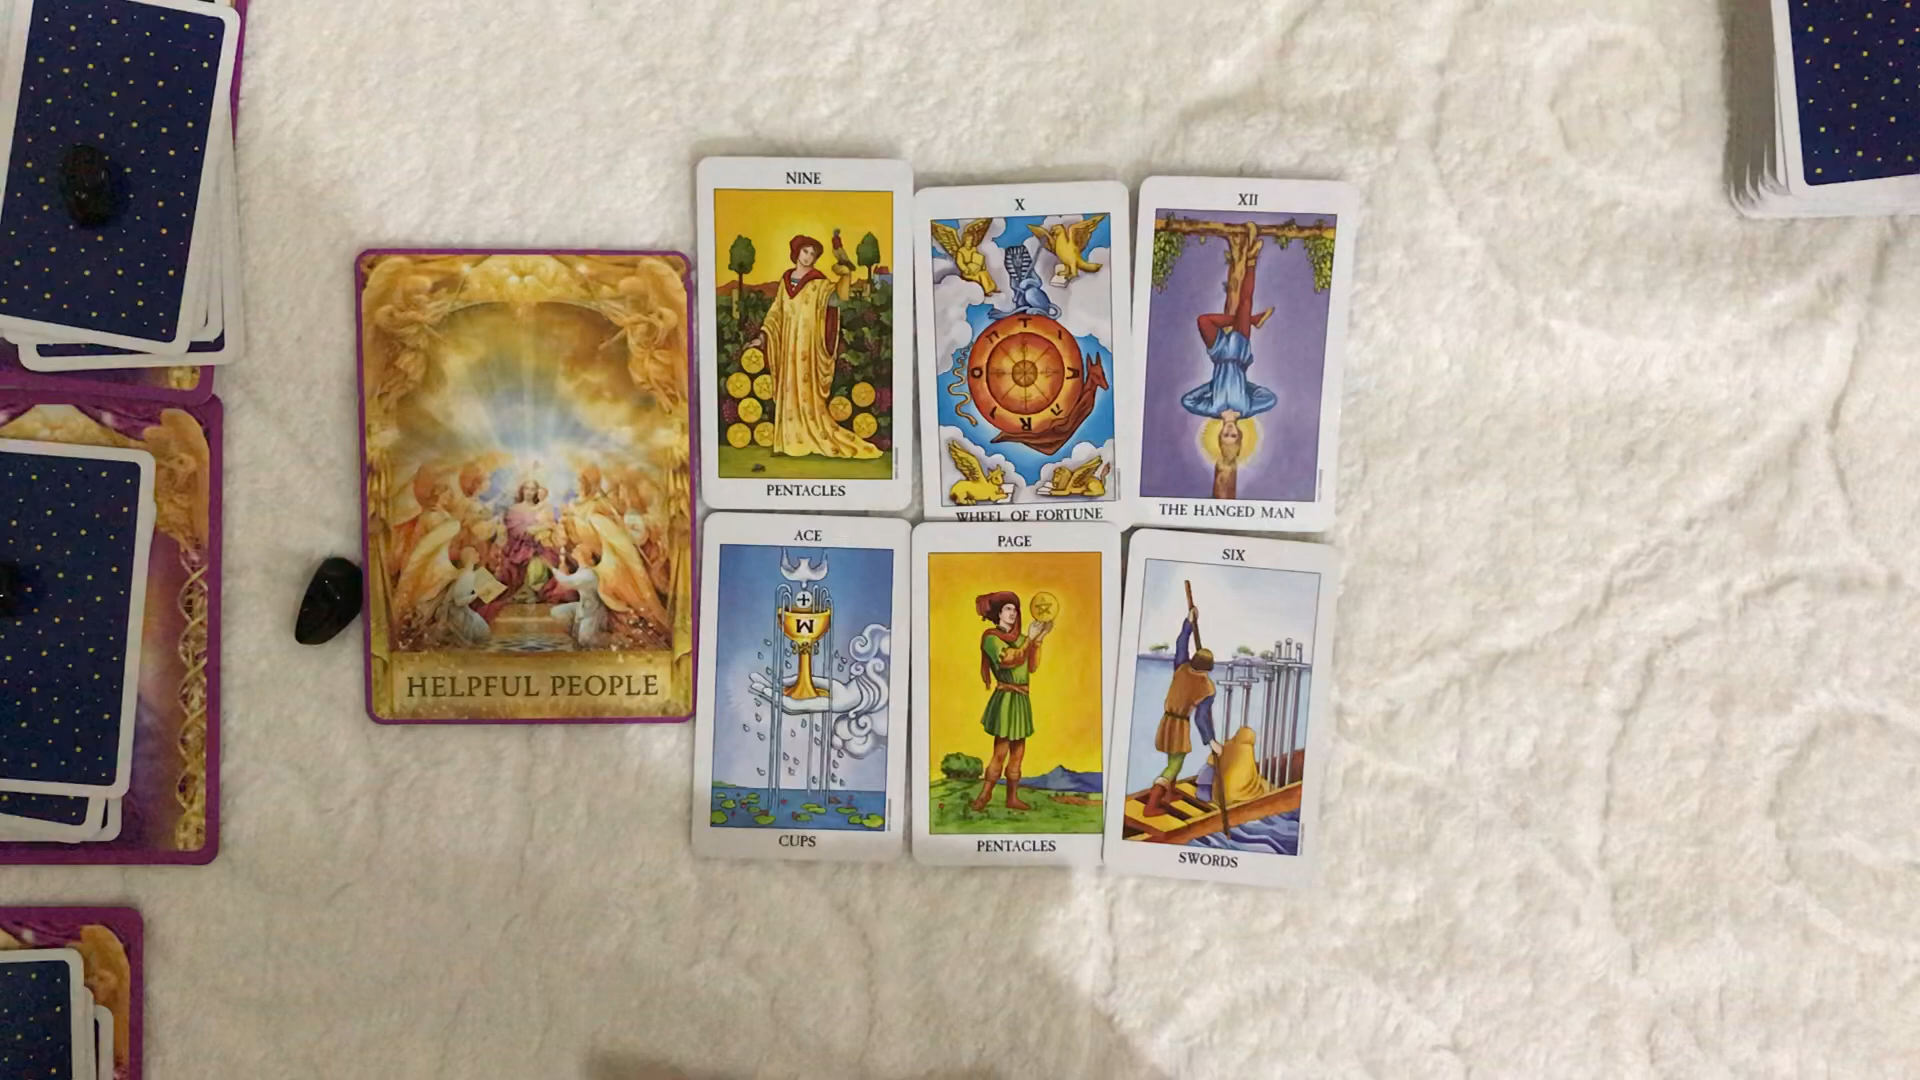 HELPFUL PEOPLE
NINE
PENTACLES
X
WHEEL OF FORTUNE
XII
THE HANGED MAN
ACE
CUPS
PAGE
PENTACLES
SIX
SWORDS